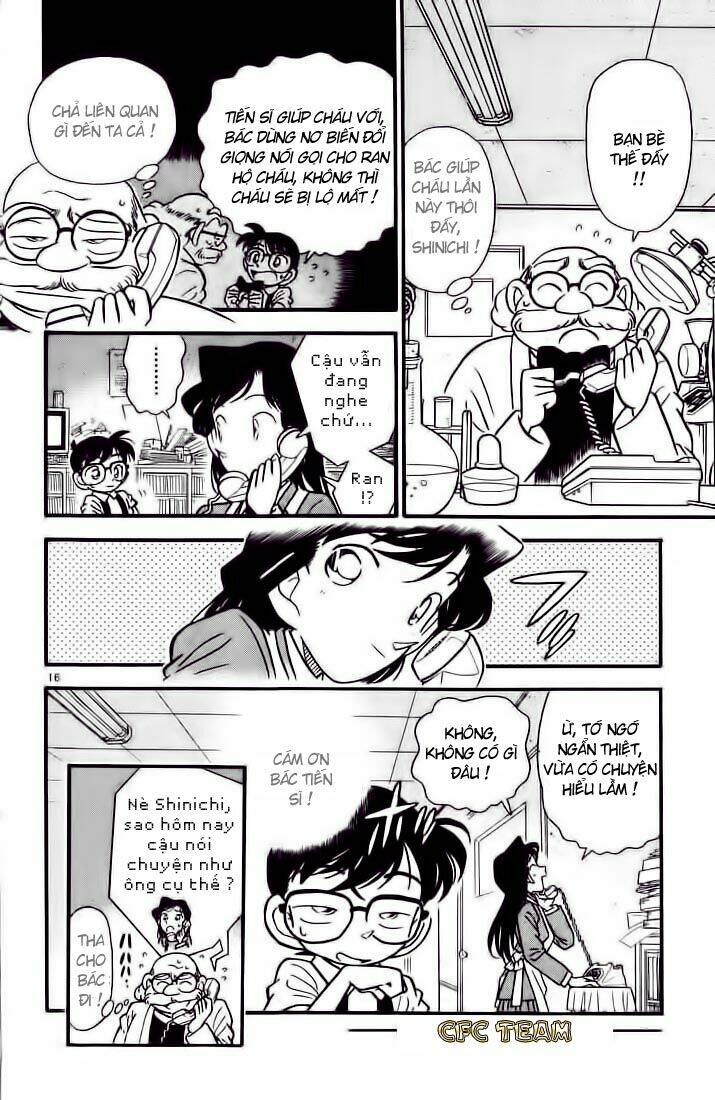 BẠN BÈ
THẾ ĐẤY
!!
BÁC GIÚP
CHÁU LẦN
NÀY THÔI
ĐẤY,
SHINICHI !
TIẾN SĨ GIÚP CHÁU VỚI,
BÁC DÙNG NƠ BIẾN ĐỔI
GIỌNG NÓI GỌI CHO RAN
HỘ CHÁU, KHÔNG THÌ
CHÁU SẼ BỊ LỘ MẤT !
CHẢ LIÊN QUAN
GÌ ĐẾN TA CẢ !
Cậu vẫn
đang
nghe
chứ...
Ran
!?
.........
16
Ừ, TỚ NGỚ
NGẨN THIỆT,
VỪA CÓ CHUYỆN
HIỂU LẦM !
KHÔNG,
KHÔNG CÓ GÌ
ĐÂU !
CÁM ƠN
BÁC TIẾN
SĨ !
Nè Shinichi,
sao hôm nay
cậu nói
chuyện như
ông cụ thế ?
THA
CHO
BÁC
ĐI !
CFC TEAM